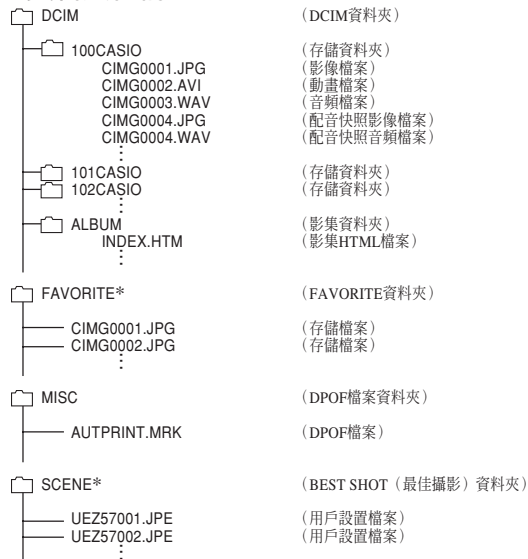 DCIM （DCIM資料夾）
100CASIO （存儲資料夾）
CIMG0001.JPG （影像檔案）
CIMG0002.AVI （動畫檔案）
CIMG0003.WAV （音頻檔案）
CIMG0004.JPG （配音快照影像檔案）
CIMG0004.WAV （配音快照音頻檔案）
101CASIO （存儲資料夾）
102CASIO （存儲資料夾）
ALBUM （影集資料夾）
INDEX.HTM （影集HTML檔案）
FAVORITE* （FAVORITE資料夾）
CIMG0001.JPG （存儲檔案）
CIMG0002.JPG （存儲檔案）
MISC （DPOF檔案資料夾）
AUTPRINT.MRK （DPOF檔案）
SCENE* （BEST SHOT（最佳攝影）資料夾）
UEZ57001.JPE （用戶設置檔案）
UEZ57002.JPE （用戶設置檔案）